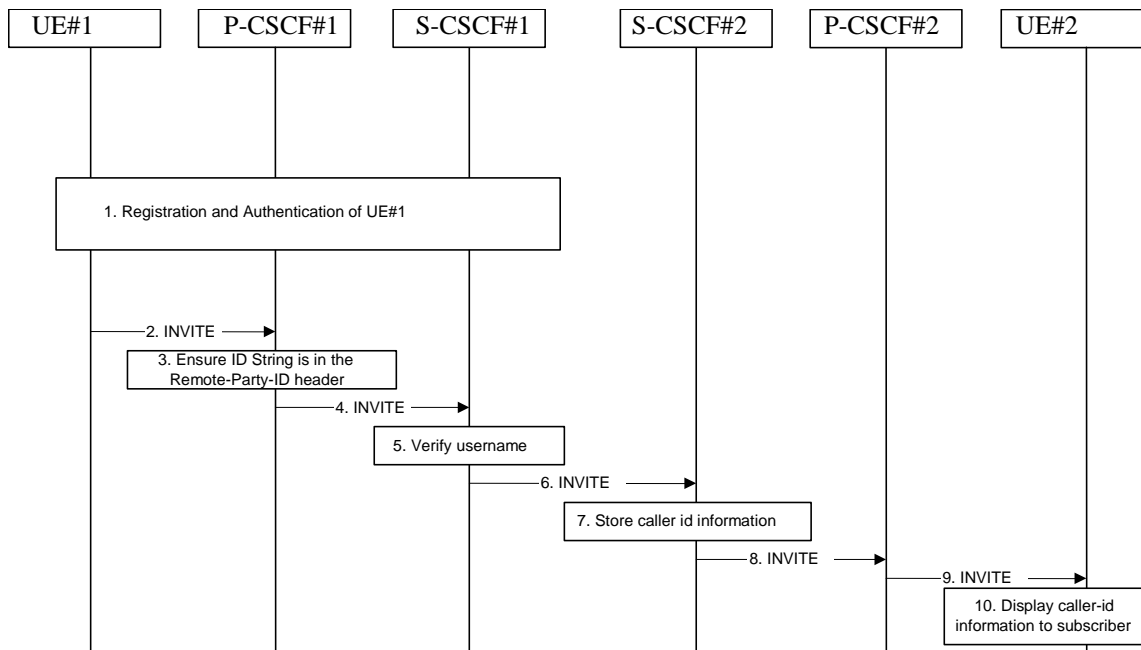 UE#1
P-CSCF#1
S-CSCF#1
S-CSCF#2
P-CSCF#2
UE#2
1. Registration and Authentication of UE#1
2. INVITE
3. Ensure ID String is in the
Remote-Party-ID header
4. INVITE
5. Verify username
6. INVITE
7. Store caller id information
8. INVITE
9. INVITE
10. Display caller-id
information to subscriber